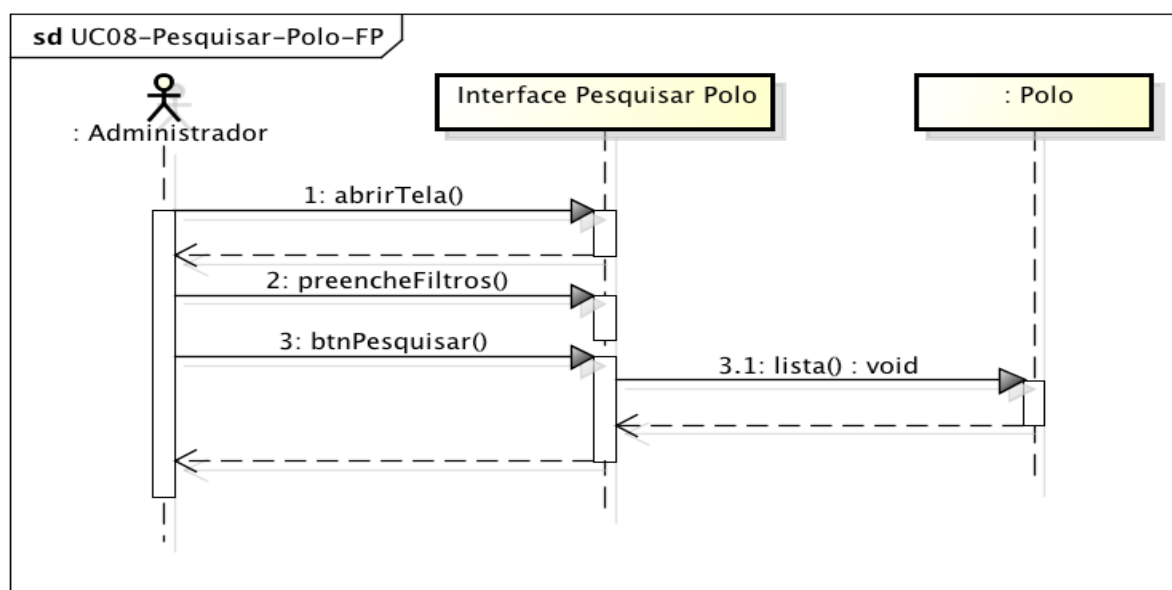 sd UC08-Pesquisar-Polo-FP
: Administrador
Interface Pesquisar Polo
: Polo
1: abrirTela()
2: preencheFiltros()
3: btnPesquisar()
3.1: lista() : void